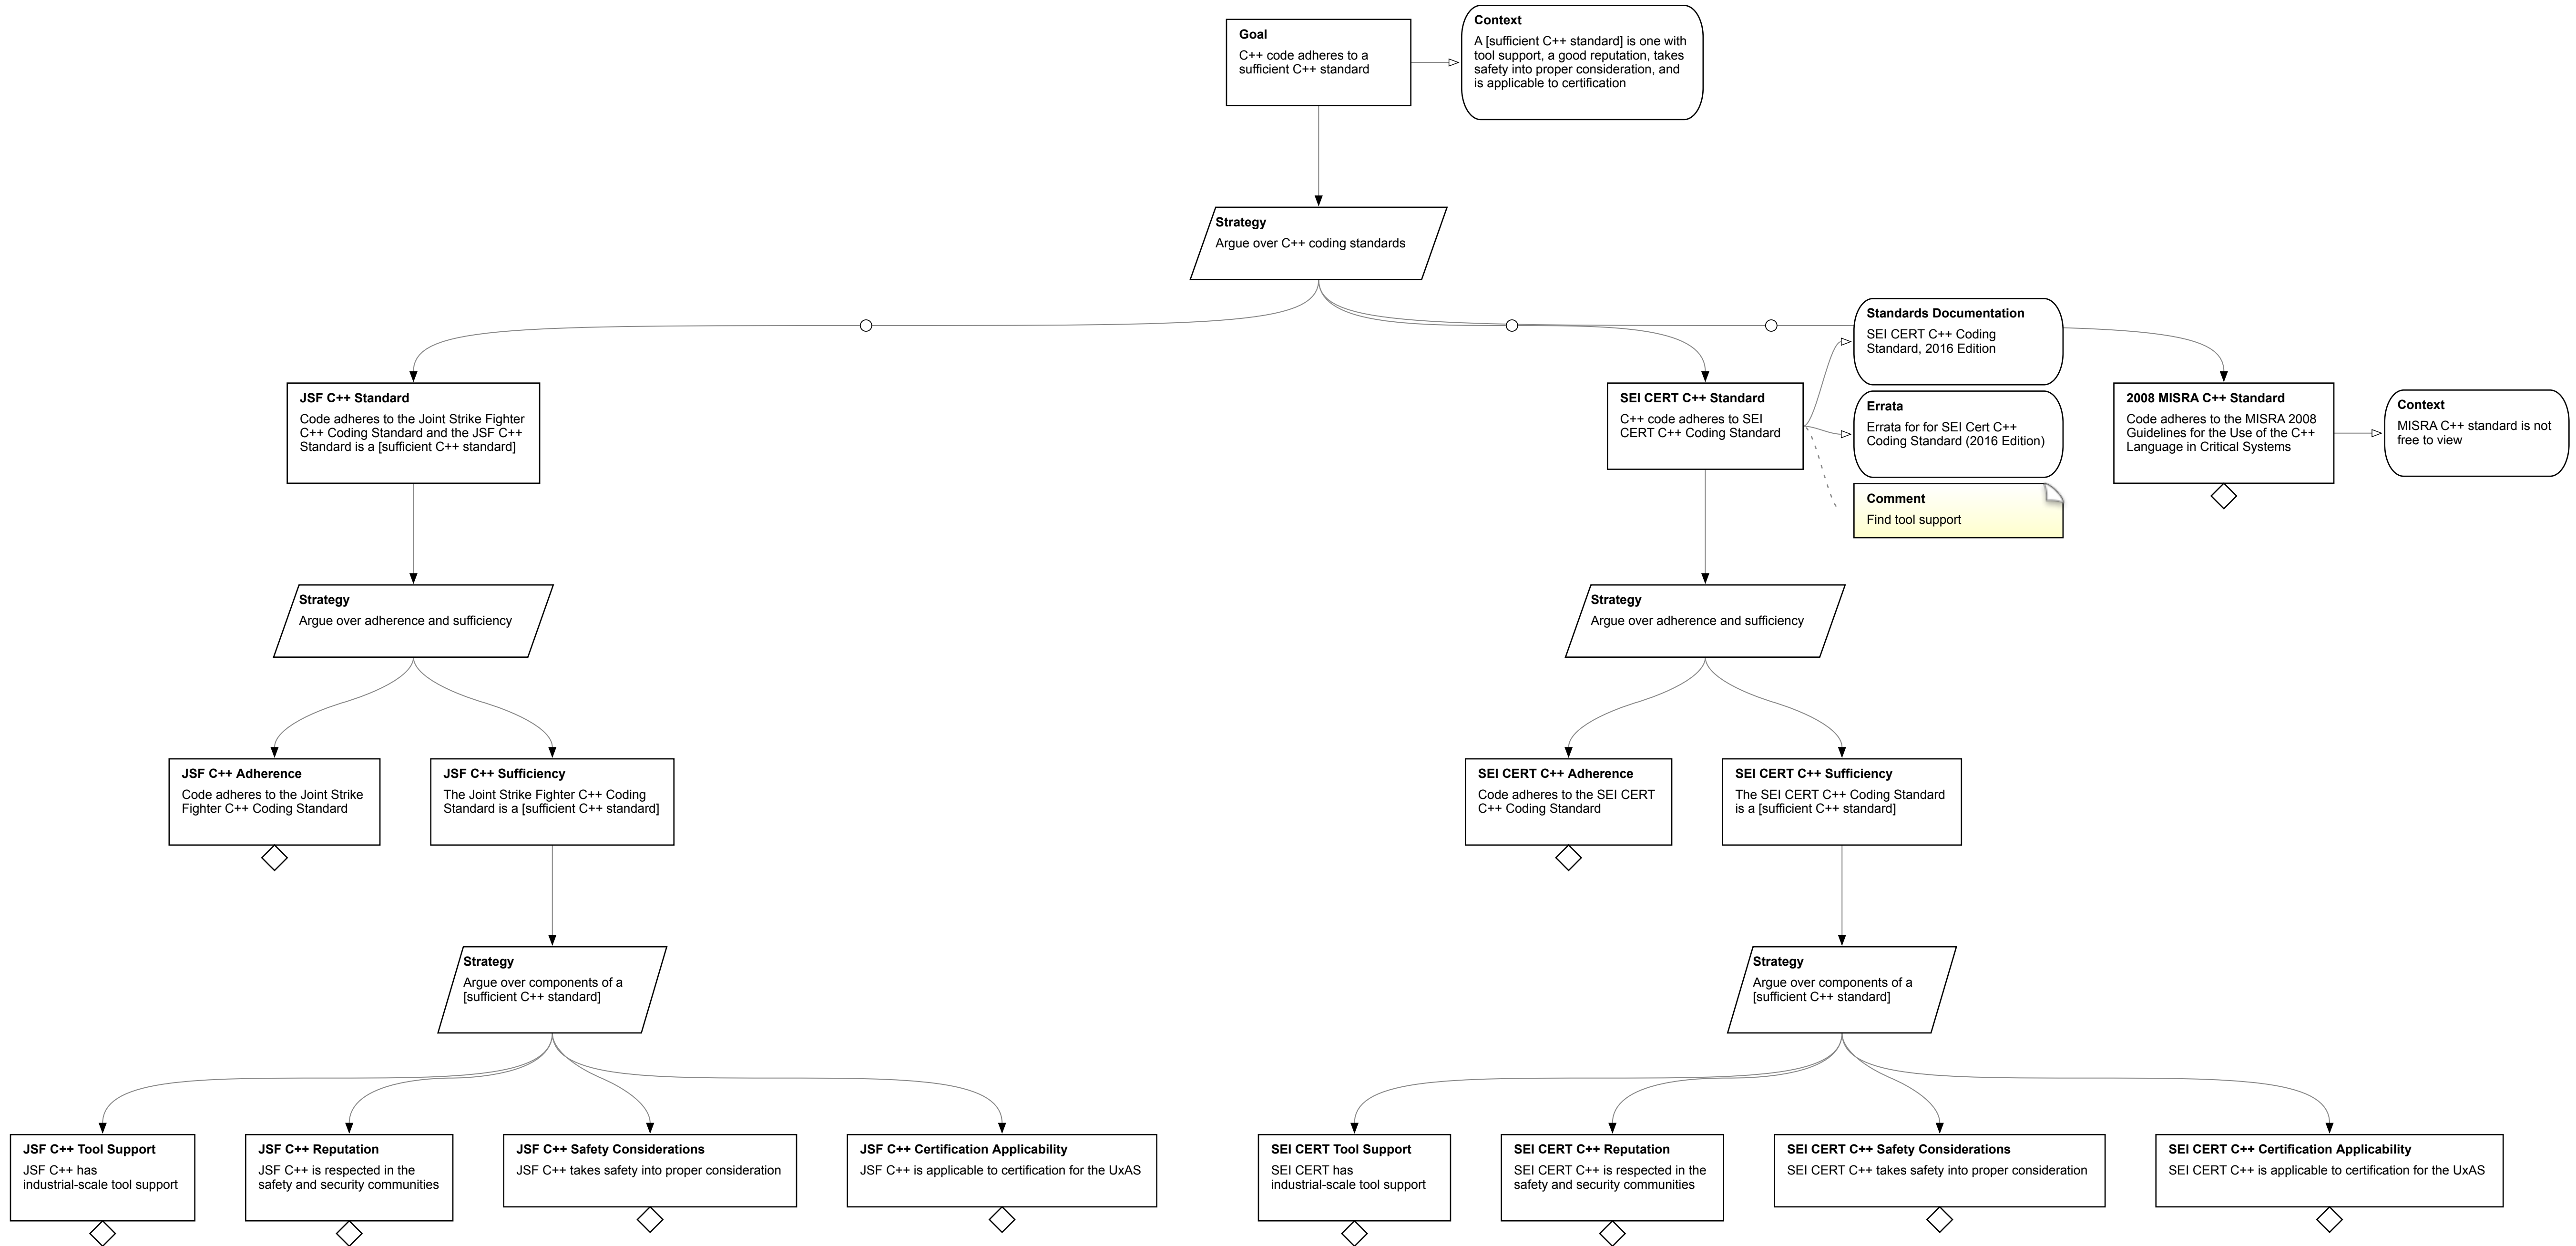 Goal
C++ code adheres to a
sufficient C++ standard
Context
A [sufficient C++ standard] is one with
tool support, a good reputation, takes
safety into proper consideration, and
is applicable to certification
Strategy
Argue over C++ coding standards
JSF C++ Standard
Code adheres to the Joint Strike Fighter
C++ Coding Standard and the JSF C++
Standard is a [sufficient C++ standard]
SEI CERT C++ Standard
C++ code adheres to SEI
CERT C++ Coding Standard
Standards Documentation
SEI CERT C++ Coding
Standard, 2016 Edition
Errata
Errata for for SEI Cert C++
Coding Standard (2016 Edition)
Comment
Find tool support
2008 MISRA C++ Standard
Code adheres to the MISRA 2008
Guidelines for the Use of the C++
Language in Critical Systems
Context
MISRA C++ standard is not
free to view
Strategy
Argue over adherence and sufficiency
Strategy
Argue over adherence and sufficiency
JSF C++ Adherence
Code adheres to the Joint Strike
Fighter C++ Coding Standard
JSF C++ Sufficiency
The Joint Strike Fighter C++ Coding
Standard is a [sufficient C++ standard]
SEI CERT C++ Adherence
Code adheres to the SEI CERT
C++ Coding Standard
SEI CERT C++ Sufficiency
The SEI CERT C++ Coding Standard
is a [sufficient C++ standard]
Strategy
Argue over components of a
[sufficient C++ standard]
Strategy
Argue over components of a
[sufficient C++ standard]
JSF C++ Tool Support
JSF C++ has
industrial-scale tool support
JSF C++ Reputation
JSF C++ is respected in the
safety and security communities
JSF C++ Safety Considerations
JSF C++ takes safety into proper consideration
JSF C++ Certification Applicability
JSF C++ is applicable to certification for the UxAS
SEI CERT Tool Support
SEI CERT has
industrial-scale tool support
SEI CERT C++ Reputation
SEI CERT C++ is respected in the
safety and security communities
SEI CERT C++ Safety Considerations
SEI CERT C++ takes safety into proper consideration
SEI CERT C++ Certification Applicability
SEI CERT C++ is applicable to certification for the UxAS